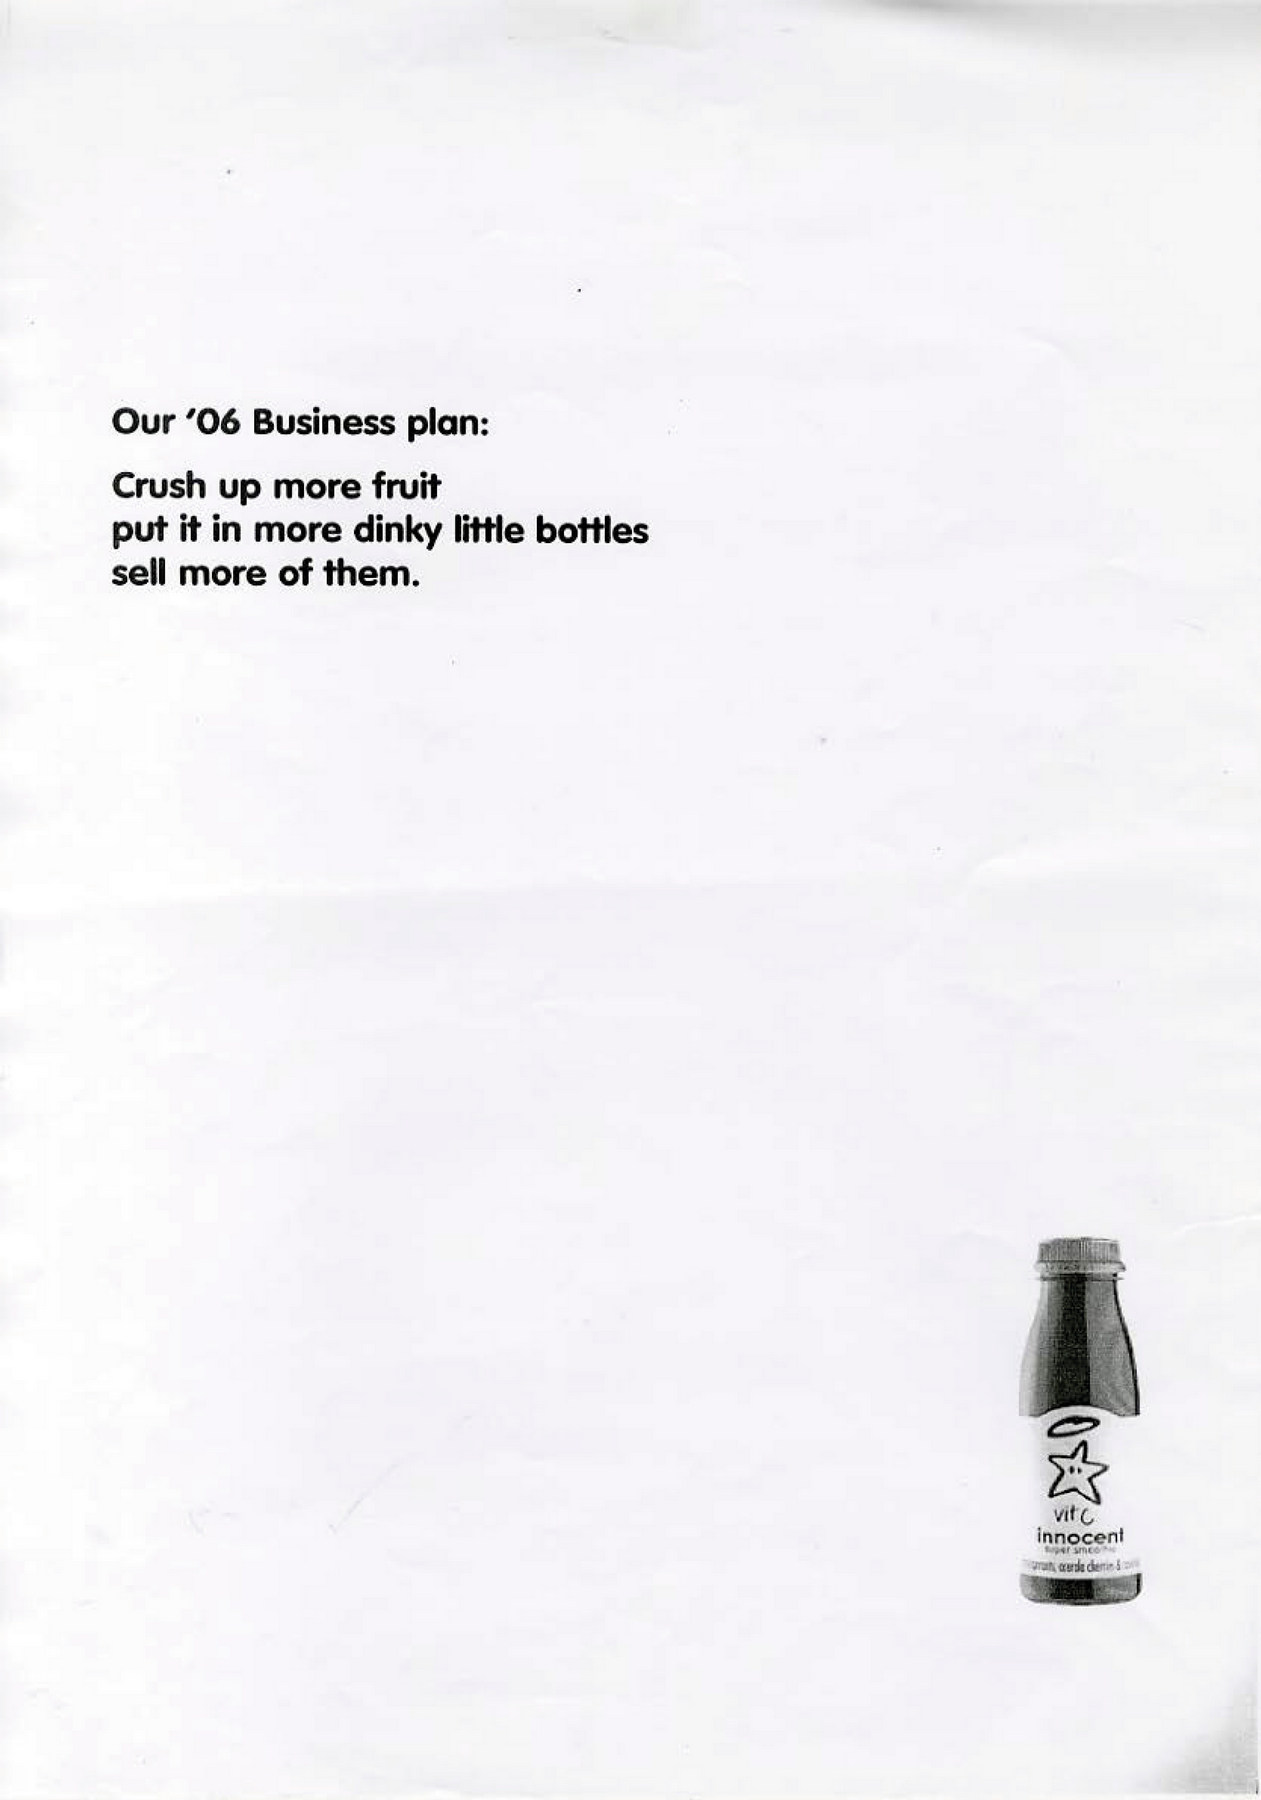 Our '06 Business plan:
Crush up more fruit
put it in more dinky little bottles
sell more of them.
vit C
innocent
super smoothie